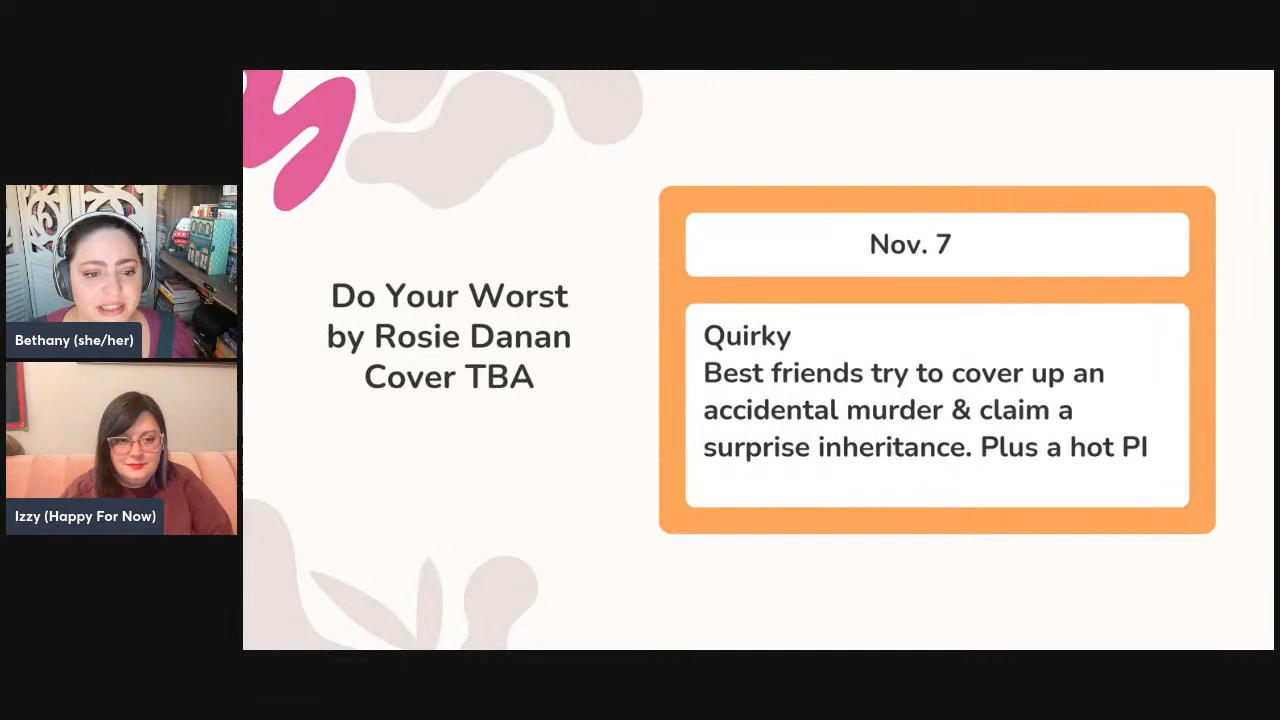 Bethany (she/her)
Izzy (Happy For Now)
Do Your Worst
by Rosie Danan
Cover TBA
Nov. 7
Quirky
Best friends try to cover up an
accidental murder & claim a
surprise inheritance. Plus a hot PI